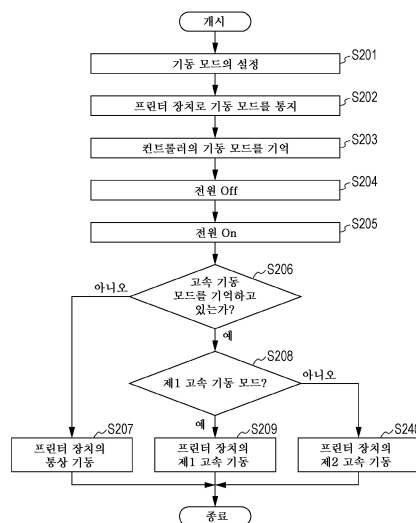 개시
S201
기동 모드의 설정
S202
프린터 장치로 기동 모드를 통지
S203
컨트롤러의 기동 모드를 기억
S204
전원 Off
S205
전원 On
S206
고속 기동
모드를 기억하고
있는가?
아니오
예
S208
제1 고속 기동 모드?
아니오
예
S207
프린터 장치의
통상 기동
S209
프린터 장치의
제1 고속 기동
S240
프린터 장치의
제2 고속 기동
종료